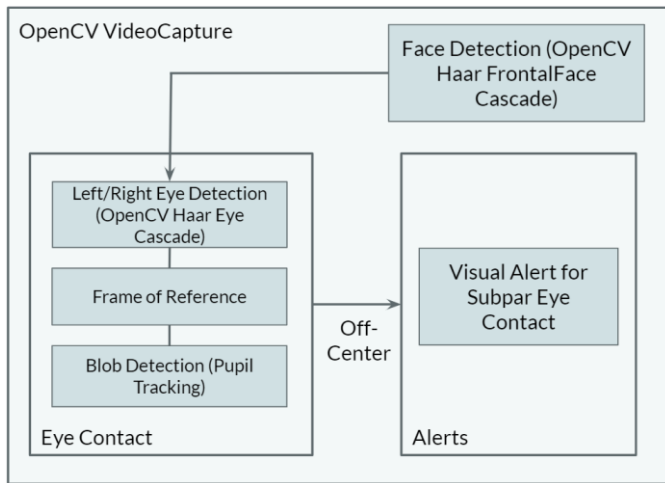 OpenCV VideoCapture
Face Detection (OpenCV
Haar FrontalFace
Cascade)
Left/Right Eye Detection
(OpenCV Haar Eye
Cascade)
Frame of Reference
Blob Detection (Pupil
Tracking)
Eye Contact
Off-
Center
Visual Alert for
Subpar Eye
Contact
Alerts